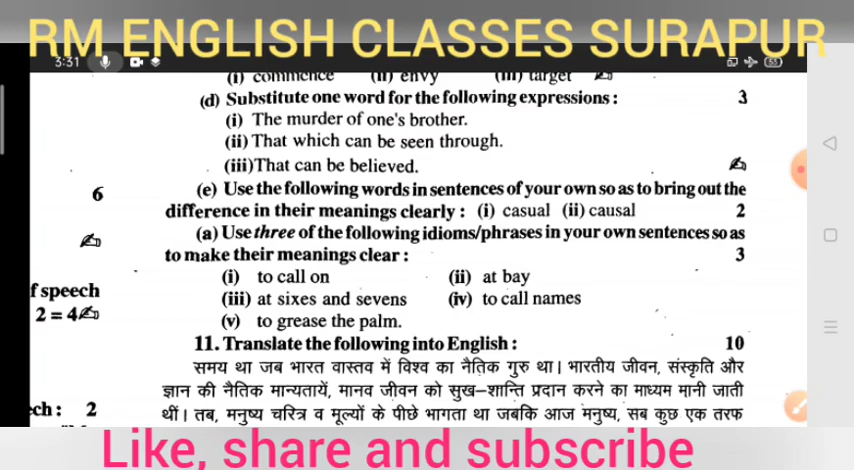 RM ENGLISH CLASSES SURAPUR
3:31
53
(i) commence (ii) envy (iii) target
(d) Substitute one word for the following expressions : 3
(i) The murder of one's brother.
(ii) That which can be seen through.
(iii)That can be believed.
6
(e) Use the following words in sentences of your own so as to bring out the
difference in their meanings clearly : (i) casual (ii) causal 2
(a) Use three of the following idioms/phrases in your own sentences so as
to make their meanings clear : 3
(i) to call on (ii) at bay
f speech
(iii) at sixes and sevens (iv) to call names
2 = 4
(v) to grease the palm.
11. Translate the following into English : 10
समय था जब भारत वास्तव में विश्व का नैतिक गुरु था। भारतीय जीवन, संस्कृति और
ज्ञान की नैतिक मान्यतायें, मानव जीवन को सुख–शान्ति प्रदान करने का माध्यम मानी जाती
ch : 2
थीं। तब, मनुष्य चरित्र व मूल्यों के पीछे भागता था जबकि आज मनुष्य, सब कुछ एक तरफ
Like, share and subscribe